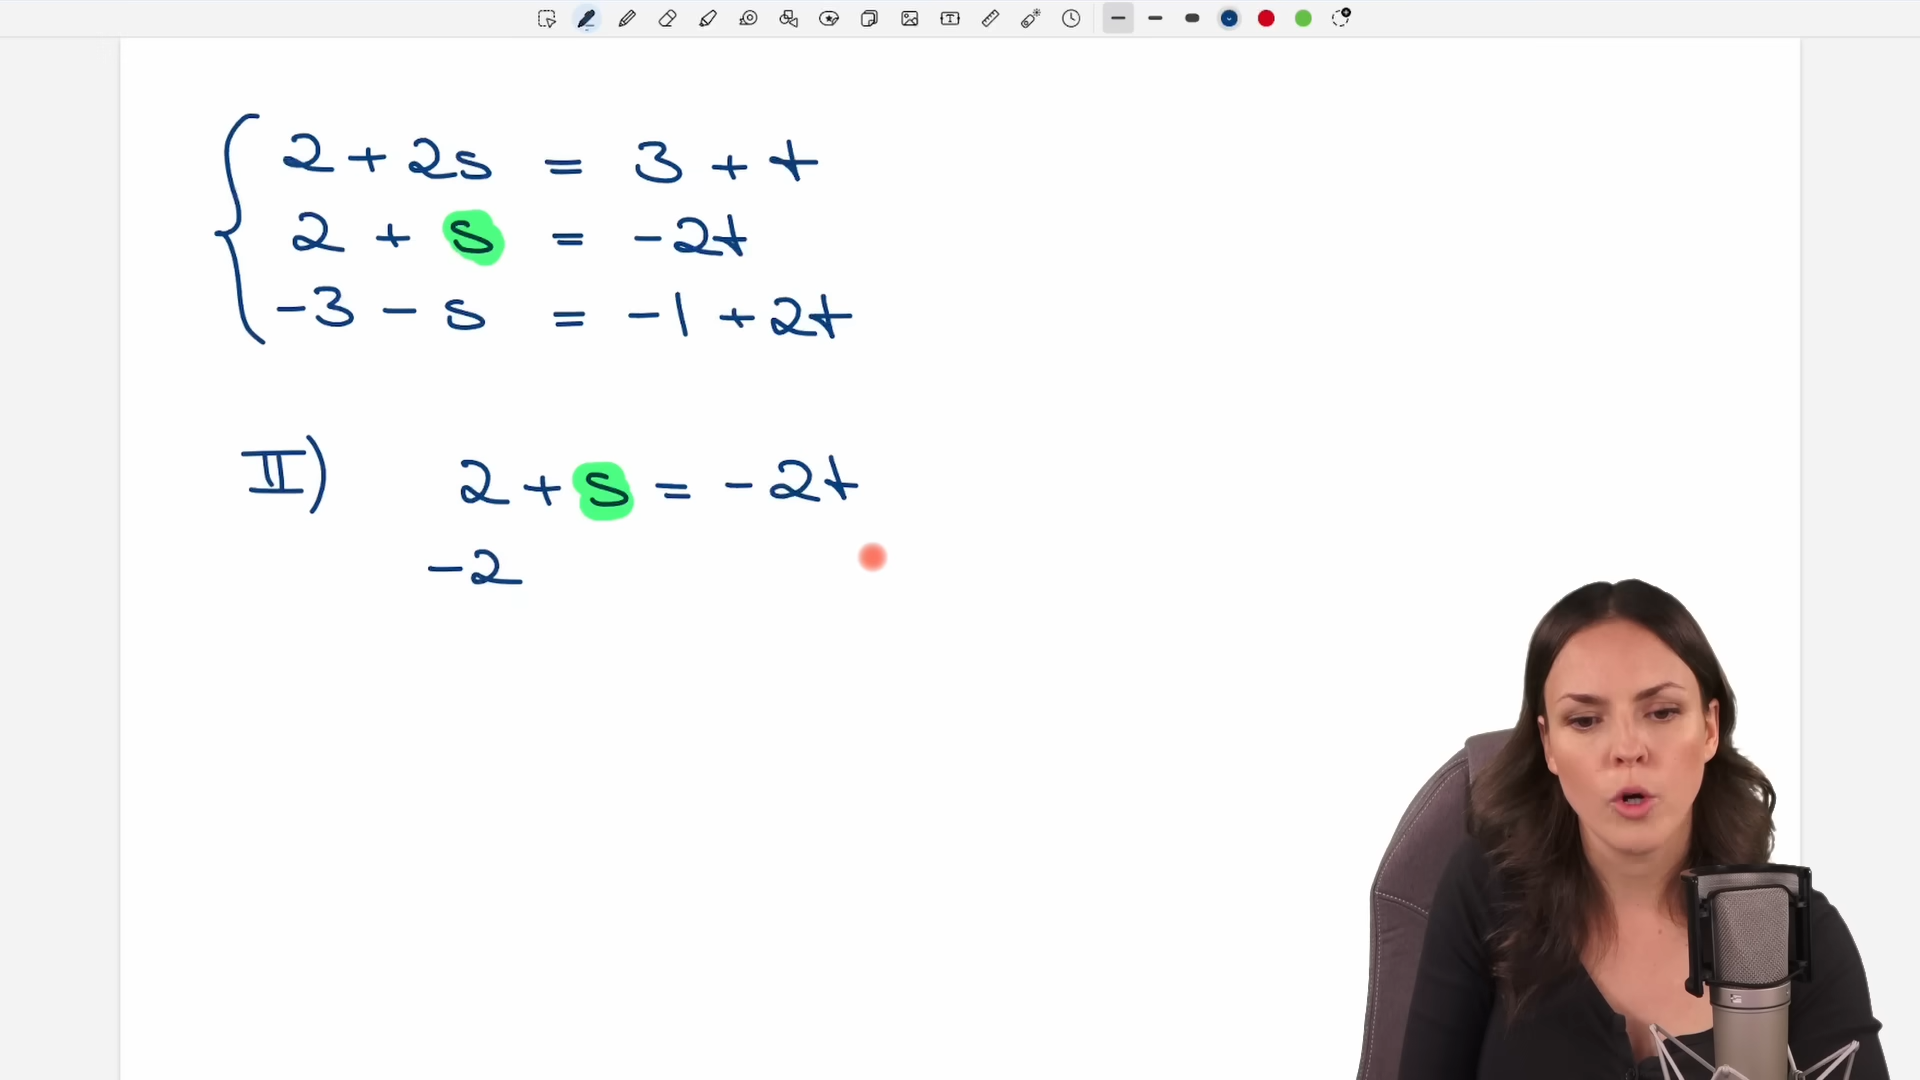 2 + 2s = 3 + t
2 + s = -2t
-3 - s = -1 + 2t
II) 2 + s = -2t
-2